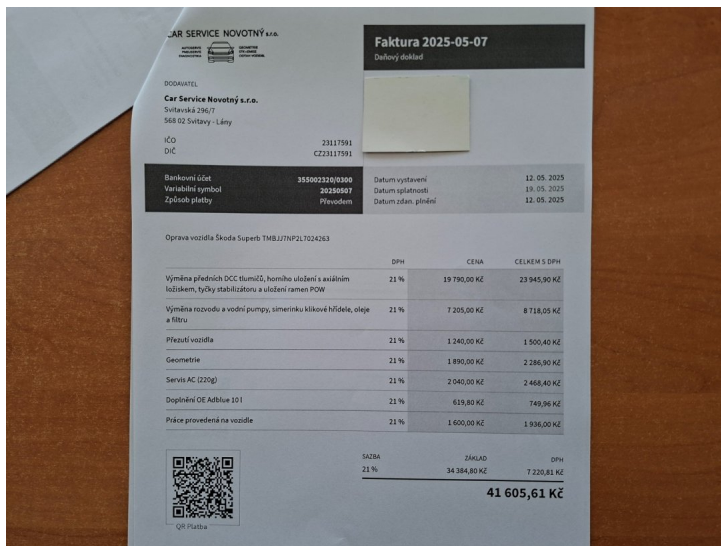 CAR SERVICE NOVOTNÝ s.r.o.
AUTOSERVIS
PNEUSERVIS
DIAGNOSTIKA
GEOMETRIE
Faktura 2025-05-07
Daňový doklad
DODAVATEL
Car Service Novotný s.r.o.
Svitavská 296/7
568 02 Svitavy - Lány
IČO 23117591
DIČ CZ23117591
Bankovní účet 355002320/0300
Variabilní symbol 20250507
Způsob platby Převodem
Datum vystavení 12. 05. 2025
Datum splatnosti 19. 05. 2025
Datum zdan. plnění 12. 05. 2025
Oprava vozidla Škoda Superb TMBJJ7NP2L7024263
DPH CENA CELKEM S DPH
Výměna předních DCC tlumičů, horního uložení s axiálním 21 % 19 790,00 Kč 23 945,90 Kč
ložiskem, tyčky stabilizátoru a uložení ramen POW
Výměna rozvodu a vodní pumpy, simerinku klikové hřídele, oleje 21 % 7 205,00 Kč 8 718,05 Kč
a filtru
Přezutí vozidla 21 % 1 240,00 Kč 1 500,40 Kč
Geometrie 21 % 1 890,00 Kč 2 286,90 Kč
Servis AC (220g) 21 % 2 040,00 Kč 2 468,40 Kč
Doplnění OE Adblue 10 l 21 % 619,80 Kč 749,96 Kč
Práce provedená na vozidle 21 % 1 600,00 Kč 1 936,00 Kč
SAZBA ZÁKLAD DPH
21 % 34 384,80 Kč 7 220,81 Kč
41 605,61 Kč
QR Platba